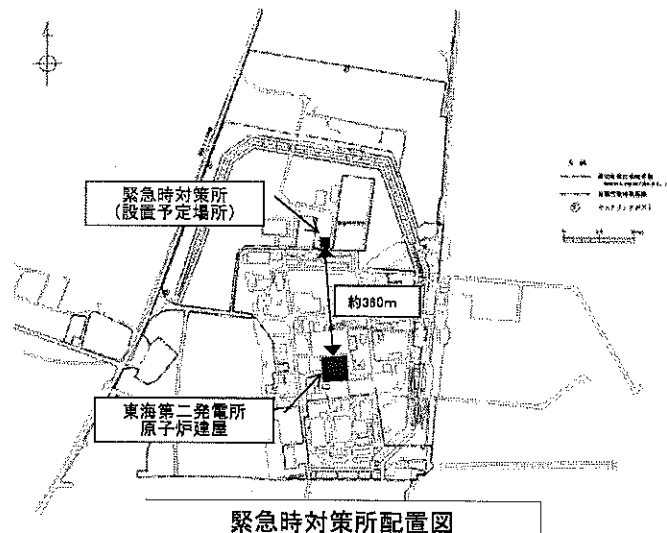 緊急時対策所
(設置予定場所)
約360m
東海第二発電所
原子炉建屋
緊急時対策所配置図